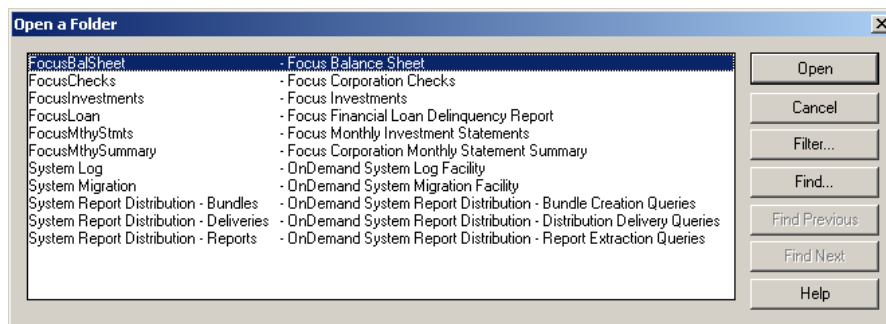 Open a Folder
FocusBalSheet - Focus Balance Sheet
FocusChecks - Focus Corporation Checks
FocusInvestments - Focus Investments
FocusLoan - Focus Financial Loan Delinquency Report
FocusMthyStmts - Focus Monthly Investment Statements
FocusMthySummary - Focus Corporation Monthly Statement Summary
System Log - OnDemand System Log Facility
System Migration - OnDemand System Migration Facility
System Report Distribution - Bundles - OnDemand System Report Distribution - Bundle Creation Queries
System Report Distribution - Deliveries - OnDemand System Report Distribution - Distribution Delivery Queries
System Report Distribution - Reports - OnDemand System Report Distribution - Report Extraction Queries
Open
Cancel
Filter...
Find...
Find Previous
Find Next
Help